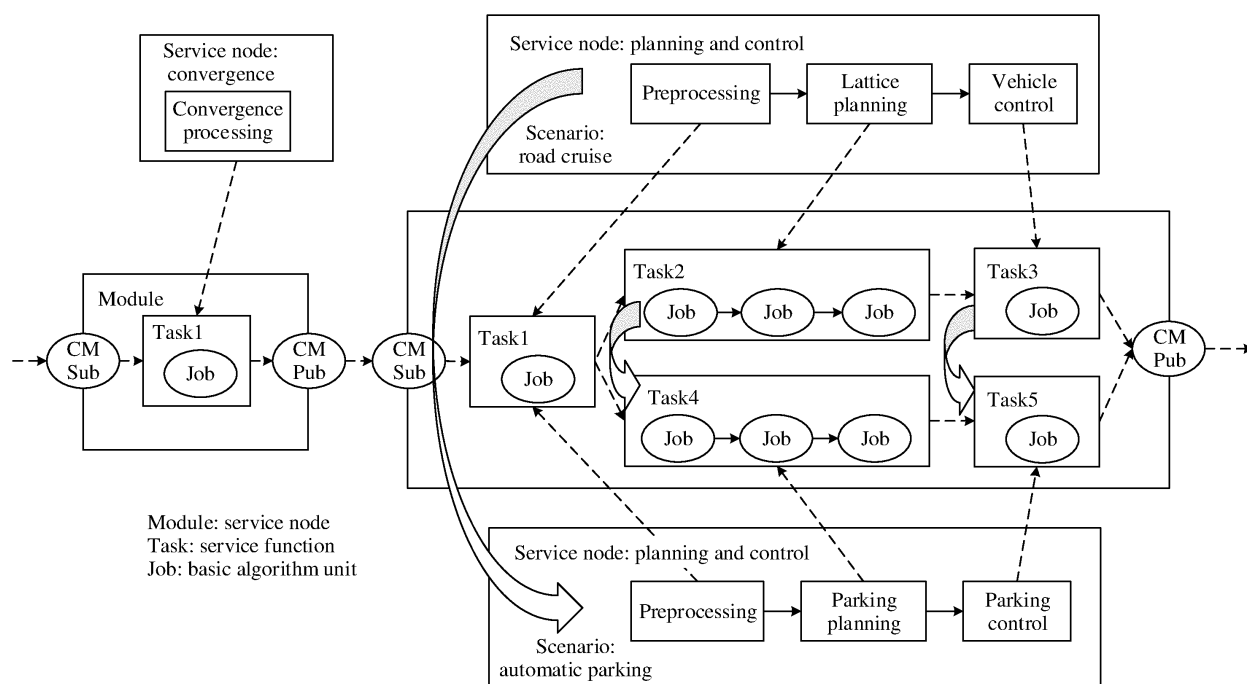 Service node:
convergence
Convergence
processing
Service node: planning and control
Preprocessing
Lattice
planning
Vehicle
control
Scenario:
road cruise
Module
CM
Sub
Task1
Job
CM
Pub
CM
Sub
Task1
Job
Task2
Job
Job
Job
Task3
Job
Task4
Job
Job
Job
Task5
Job
CM
Pub
Module: service node
Task: service function
Job: basic algorithm unit
Service node: planning and control
Preprocessing
Parking
planning
Parking
control
Scenario:
automatic parking